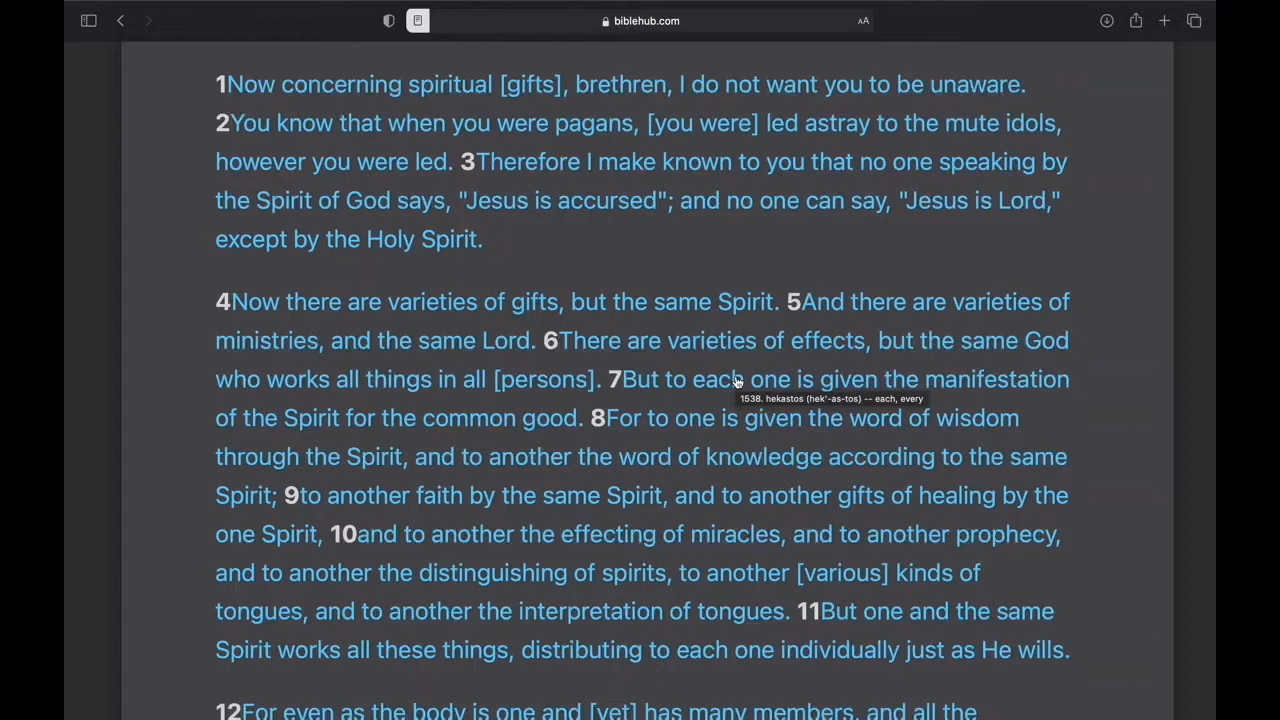 biblehub.com
AA
1Now concerning spiritual [gifts], brethren, I do not want you to be unaware.
2You know that when you were pagans, [you were] led astray to the mute idols,
however you were led. 3Therefore I make known to you that no one speaking by
the Spirit of God says, "Jesus is accursed"; and no one can say, "Jesus is Lord,"
except by the Holy Spirit.
4Now there are varieties of gifts, but the same Spirit. 5And there are varieties of
ministries, and the same Lord. 6There are varieties of effects, but the same God
who works all things in all [persons]. 7But to each one is given the manifestation
1538. hekastos (hek'-as-tos) -- each, every
of the Spirit for the common good. 8For to one is given the word of wisdom
through the Spirit, and to another the word of knowledge according to the same
Spirit; 9to another faith by the same Spirit, and to another gifts of healing by the
one Spirit, 10and to another the effecting of miracles, and to another prophecy,
and to another the distinguishing of spirits, to another [various] kinds of
tongues, and to another the interpretation of tongues. 11But one and the same
Spirit works all these things, distributing to each one individually just as He wills.
12For even as the body is one and [yet] has many members, and all the